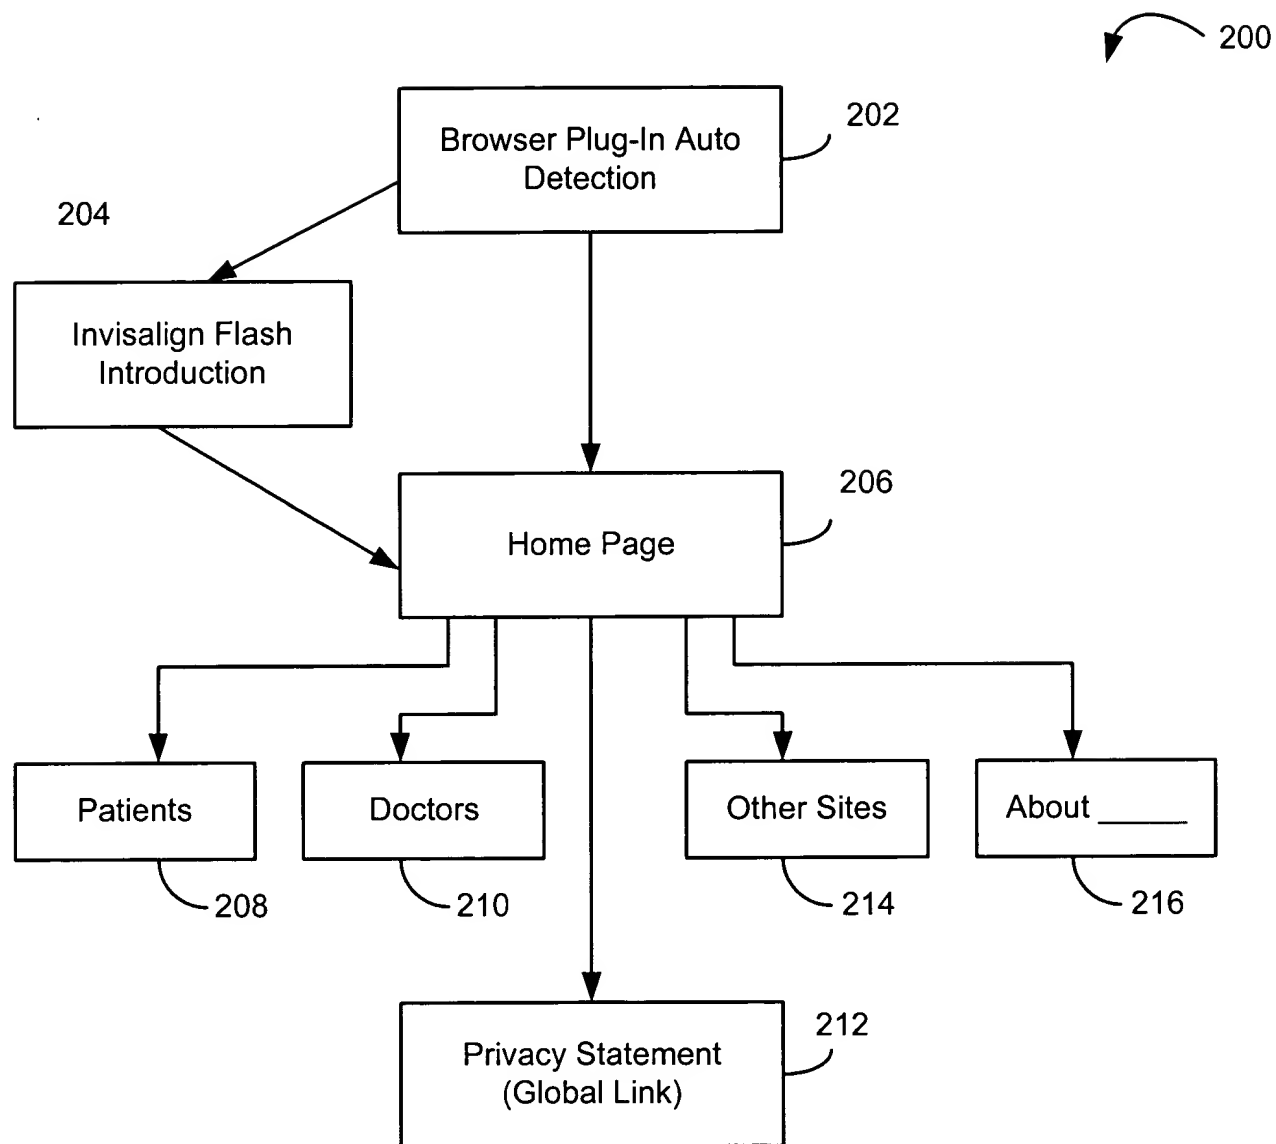 200
Browser Plug-In Auto
Detection
202
204
Invisalign Flash
Introduction
Home Page
206
Patients
Doctors
Other Sites
About _____
208
210
214
216
Privacy Statement
(Global Link)
212